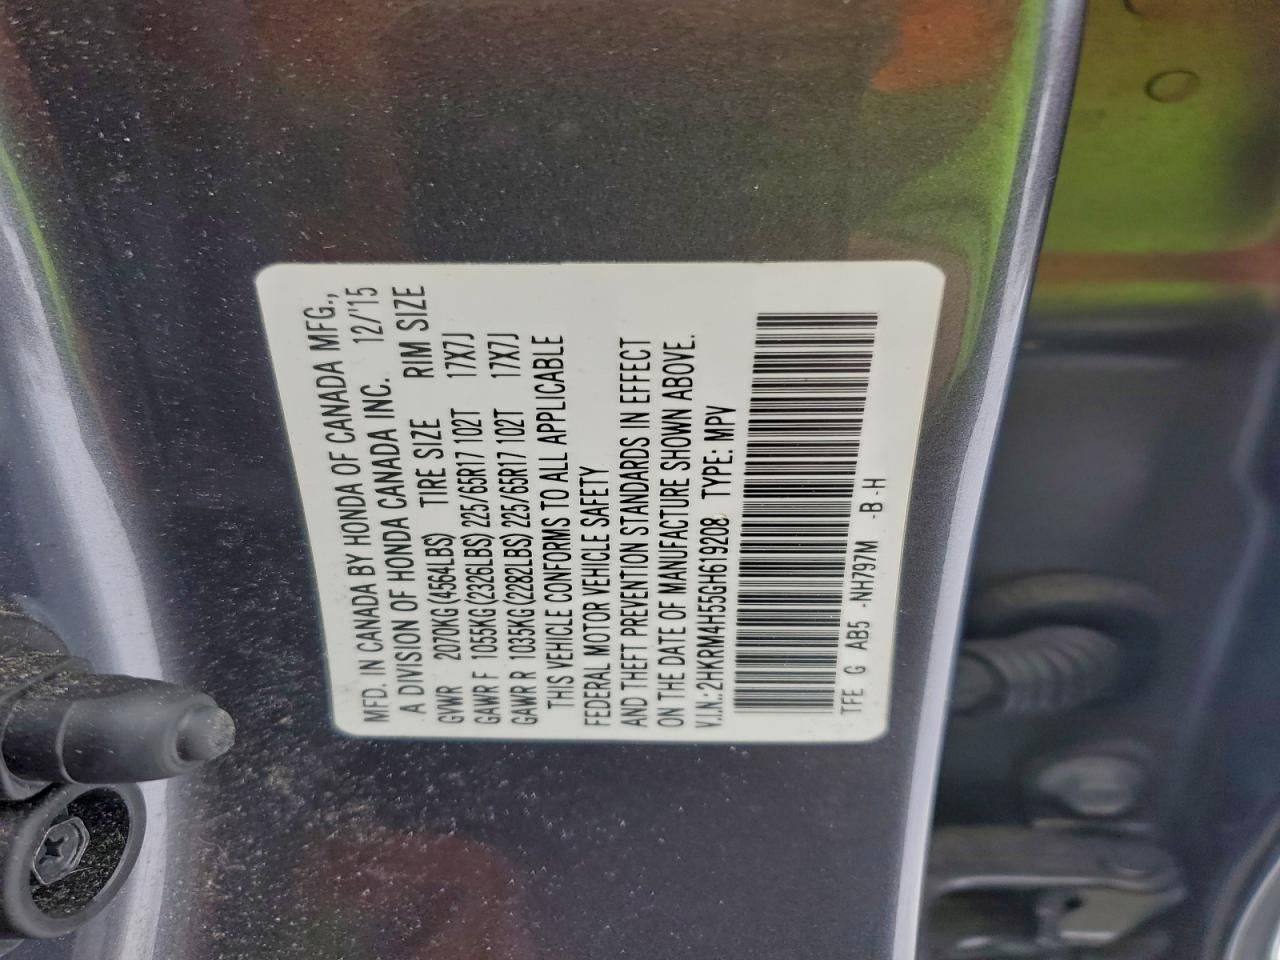 MFD. IN CANADA BY HONDA OF CANADA MFG.,
A DIVISION OF HONDA CANADA INC. 12/'15
GVWR 2070KG(4564LBS) TIRE SIZE RIM SIZE
GAWR F 1055KG(2326LBS) 225/65R17 102T 17X7J
GAWR R 1035KG(2282LBS) 225/65R17 102T 17X7J
THIS VEHICLE CONFORMS TO ALL APPLICABLE
FEDERAL MOTOR VEHICLE SAFETY
AND THEFT PREVENTION STANDARDS IN EFFECT
ON THE DATE OF MANUFACTURE SHOWN ABOVE.
V.I.N.:2HKRM4H55GH619208 TYPE: MPV
TFE G AB5 -NH797M -B -H